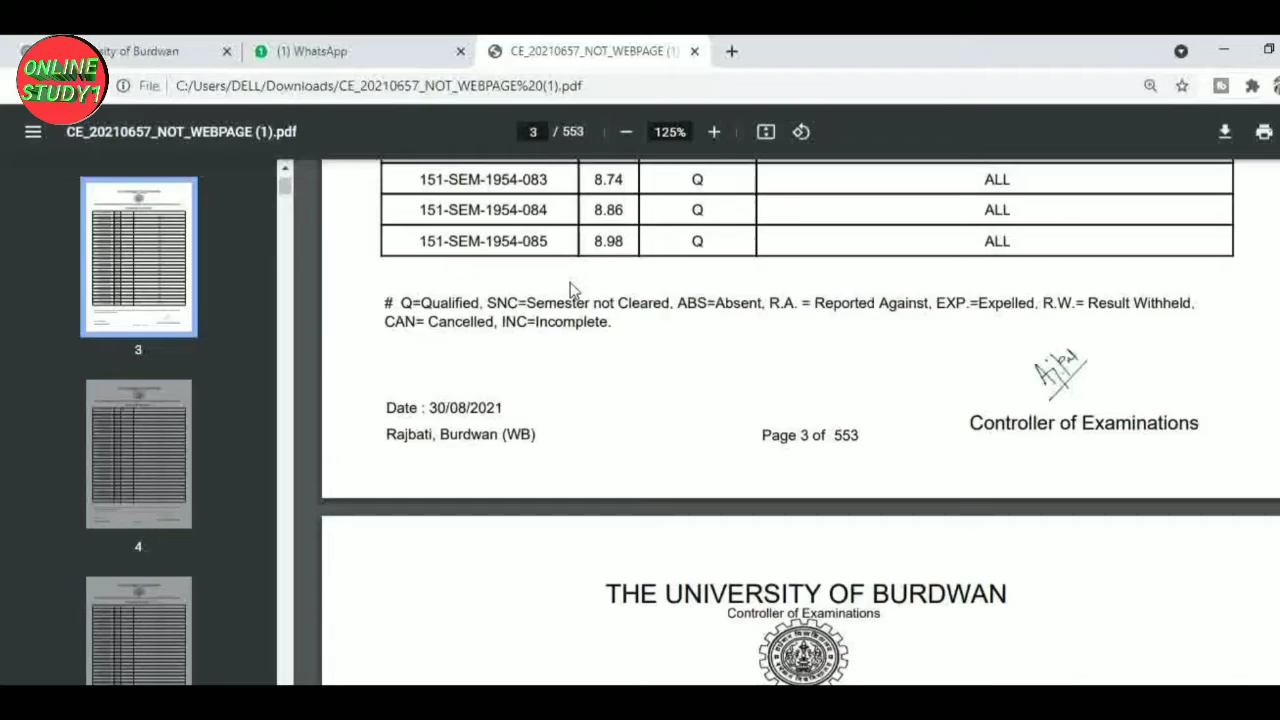 ONLINE
STUDY1
ty of Burdwan
(1) WhatsApp
CE_20210657_NOT_WEBPAGE (1)
File
C:/Users/DELL/Downloads/CE_20210657_NOT_WEBPAGE%20(1).pdf
CE_20210657_NOT_WEBPAGE (1).pdf
3 / 553
125%
151-SEM-1954-083 8.74 Q ALL
151-SEM-1954-084 8.86 Q ALL
151-SEM-1954-085 8.98 Q ALL
# Q=Qualified, SNC=Semester not Cleared, ABS=Absent, R.A. = Reported Against, EXP.=Expelled, R.W.= Result Withheld,
CAN= Cancelled, INC=Incomplete.
Date : 30/08/2021
Controller of Examinations
Rajbati, Burdwan (WB)
Page 3 of 553
3
4
THE UNIVERSITY OF BURDWAN
Controller of Examinations